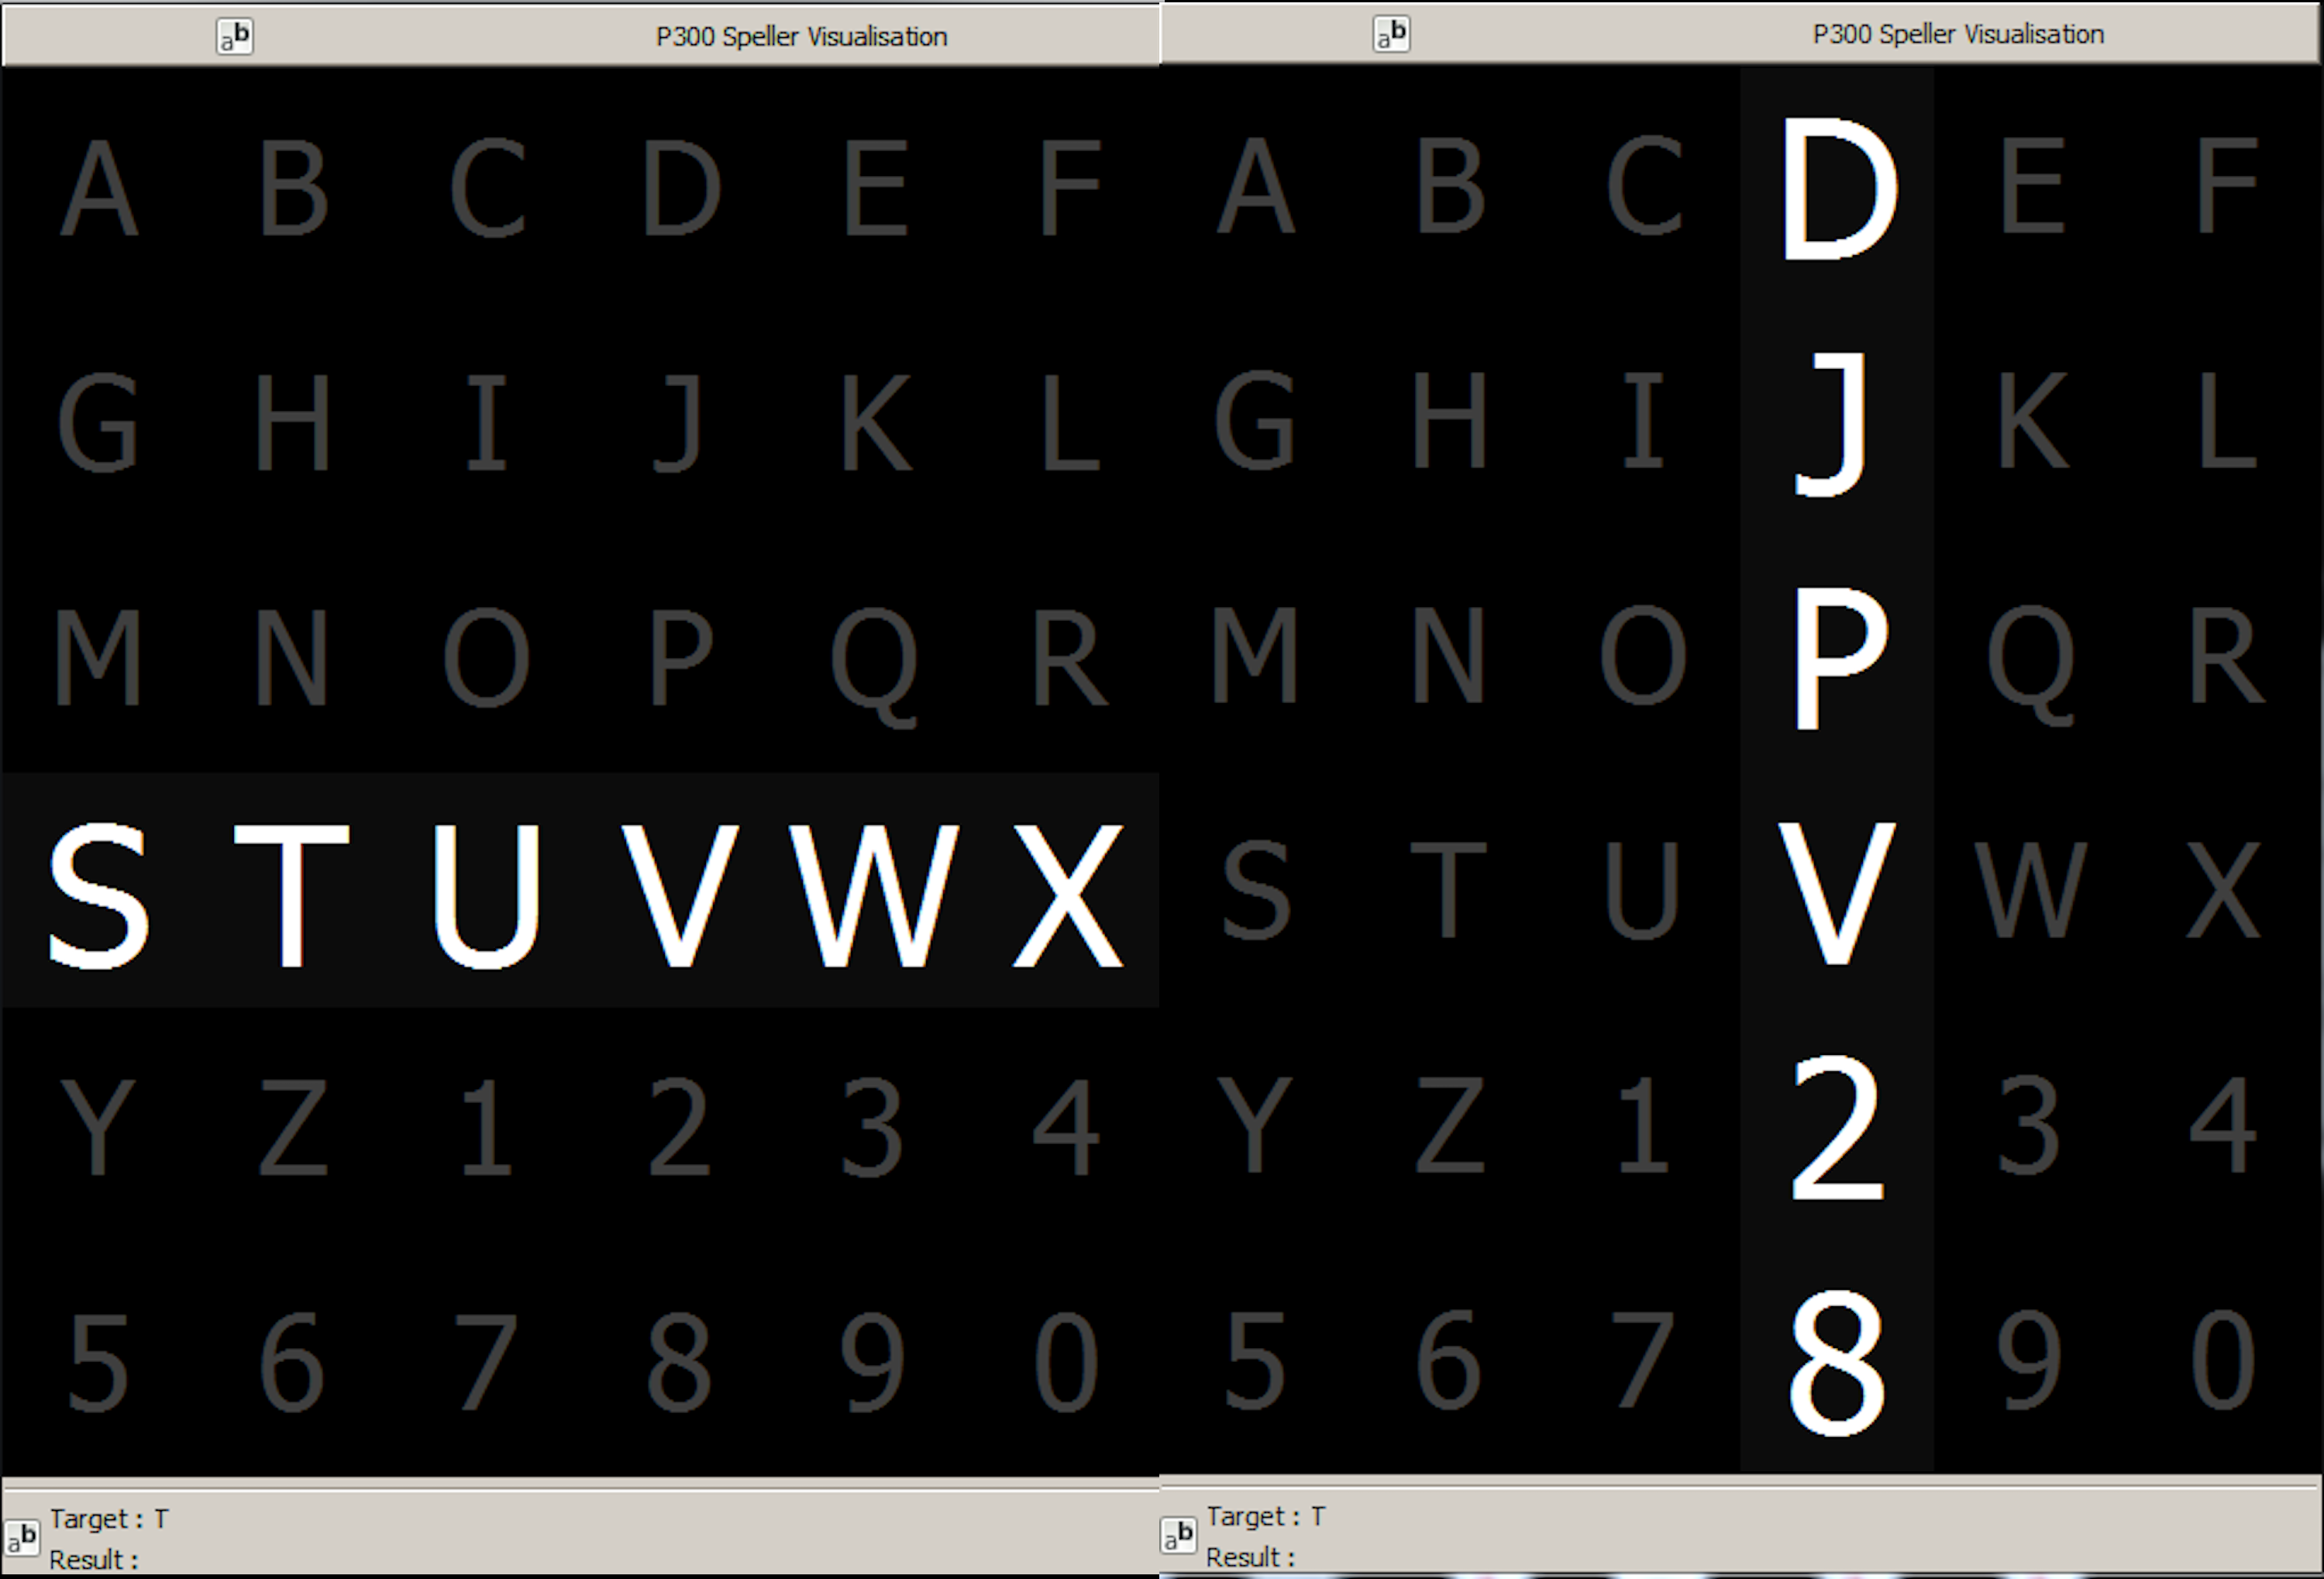 ab P300 Speller Visualisation
A B C D E F
G H I J K L
M N O P Q R
S T U V W X
Y Z 1 2 3 4
5 6 7 8 9 0
ab Target : T
Result :
ab P300 Speller Visualisation
A B C D E F
G H I J K L
M N O P Q R
S T U V W X
Y Z 1 2 3 4
5 6 7 8 9 0
ab Target : T
Result :